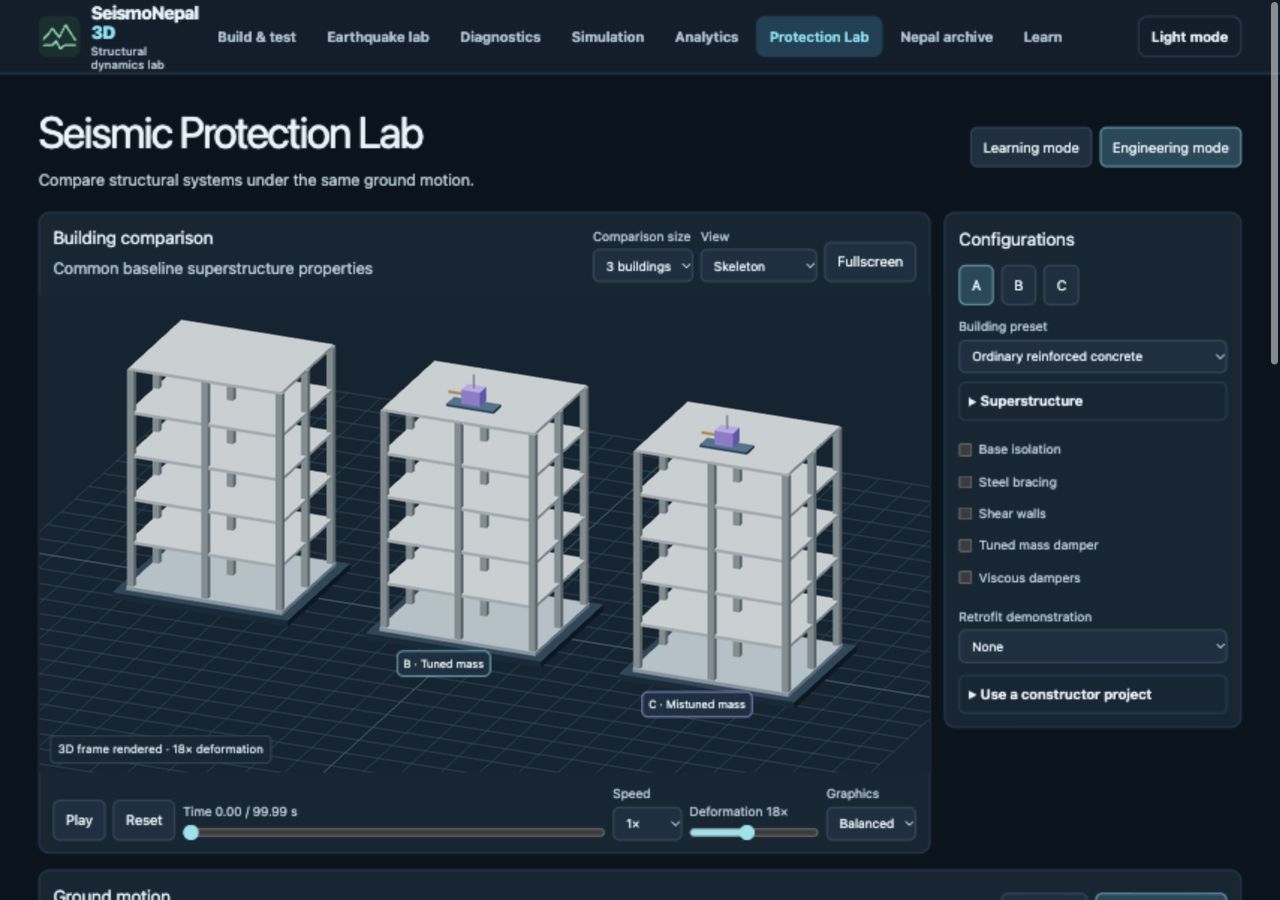 SeismoNepal
3D
Structural
dynamics lab
Build & test
Earthquake lab
Diagnostics
Simulation
Analytics
Protection Lab
Nepal archive
Learn
Light mode
Seismic Protection Lab
Compare structural systems under the same ground motion.
Learning mode
Engineering mode
Building comparison
Common baseline superstructure properties
Comparison size
3 buildings
View
Skeleton
Fullscreen
B · Tuned mass
C · Mistuned mass
3D frame rendered · 18× deformation
Play
Reset
Time 0.00 / 99.99 s
Speed
1×
Deformation 18×
Graphics
Balanced
Configurations
A
B
C
Building preset
Ordinary reinforced concrete
▸ Superstructure
Base isolation
Steel bracing
Shear walls
Tuned mass damper
Viscous dampers
Retrofit demonstration
None
▸ Use a constructor project
Ground motion